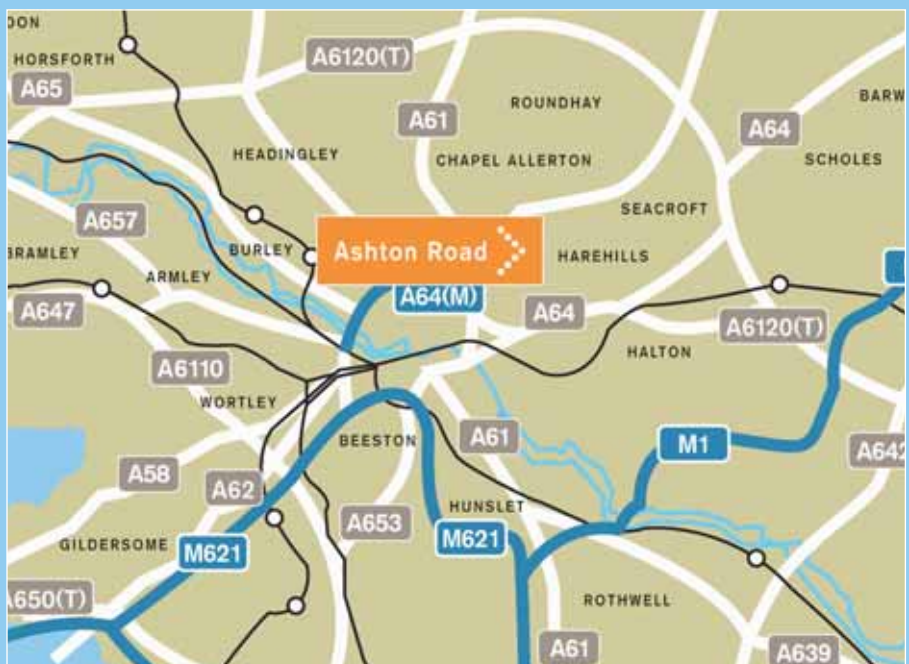 DON
HORSFORTH
A6120(T)
A65
A61
ROUNDHAY
BARW
A64
HEADINGLEY
CHAPEL ALLERTON
SCHOLES
A657
SEACROFT
BRAMLEY
BURLEY
Ashton Road
HAREHILLS
ARMLEY
A64(M)
A647
A64
A6120(T)
HALTON
A6110
WORTLEY
BEESTON
A61
M1
A642
A58
A62
HUNSLET
A653
GILDERSOME
M621
M621
A650(T)
ROTHWELL
A61
A639